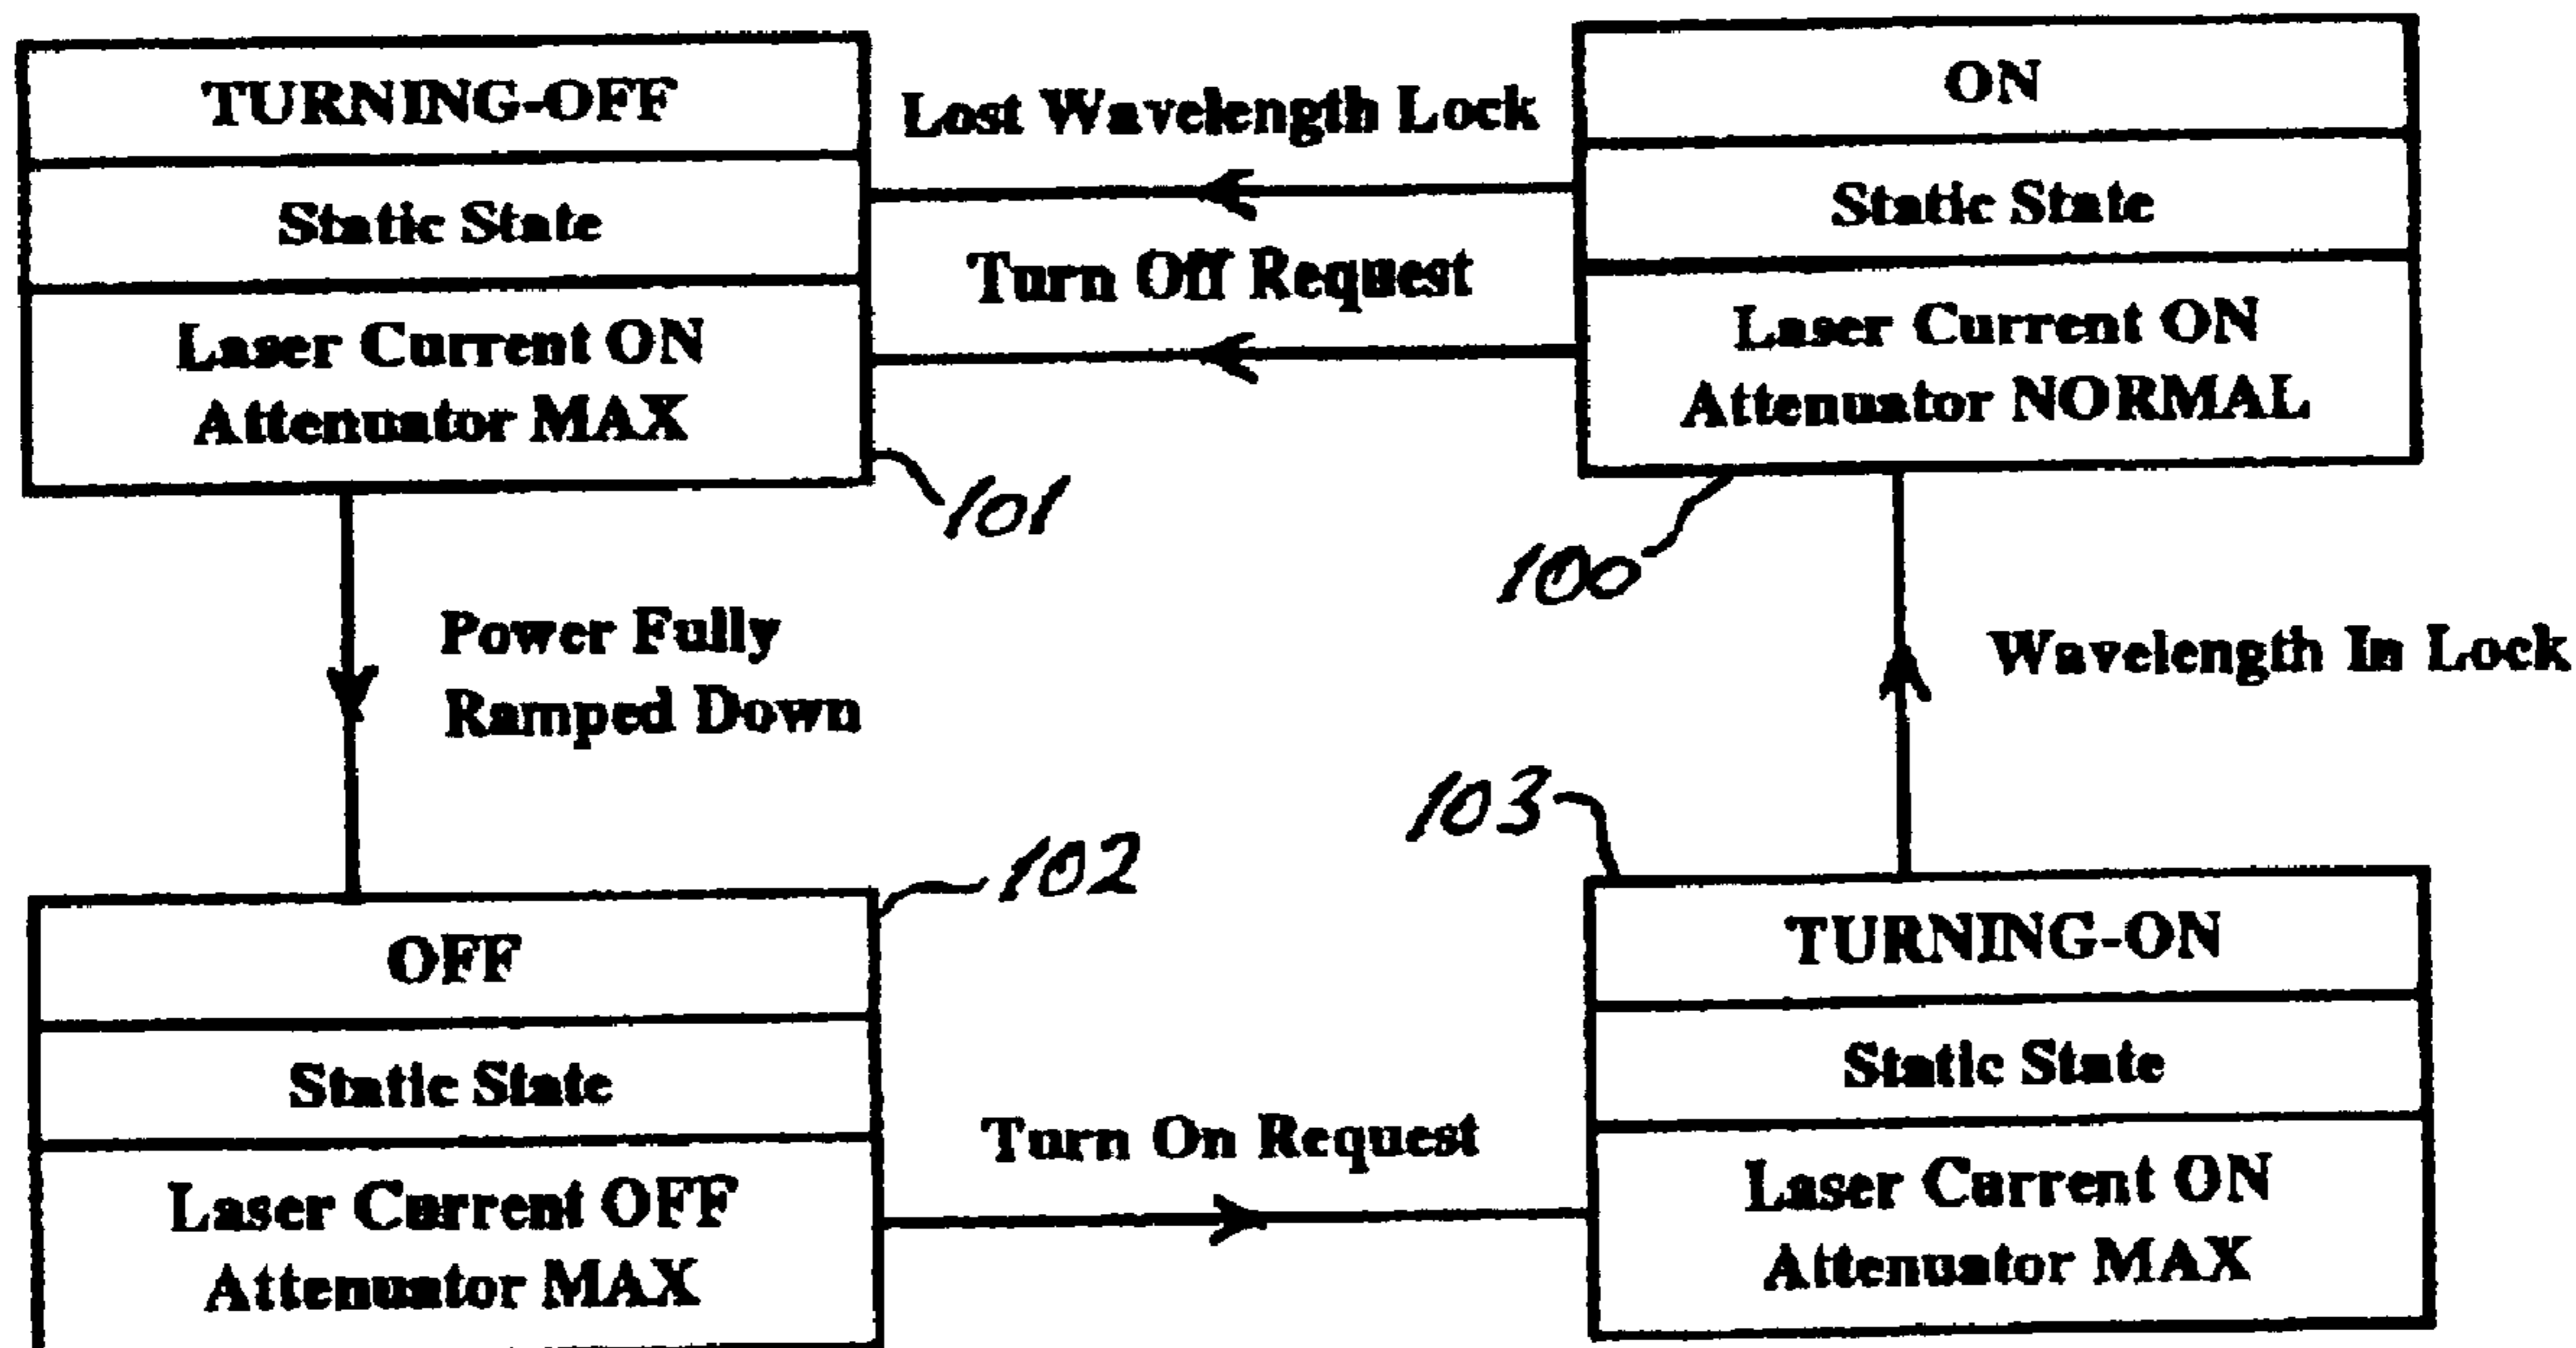 TURNING-OFF
Static State
Laser Current ON
Attenuator MAX
101
Lost Wavelength Lock
Turn Off Request
ON
Static State
Laser Current ON
Attenuator NORMAL
100
Power Fully
Ramped Down
Wavelength In Lock
102
OFF
Static State
Laser Current OFF
Attenuator MAX
Turn On Request
103
TURNING-ON
Static State
Laser Current ON
Attenuator MAX